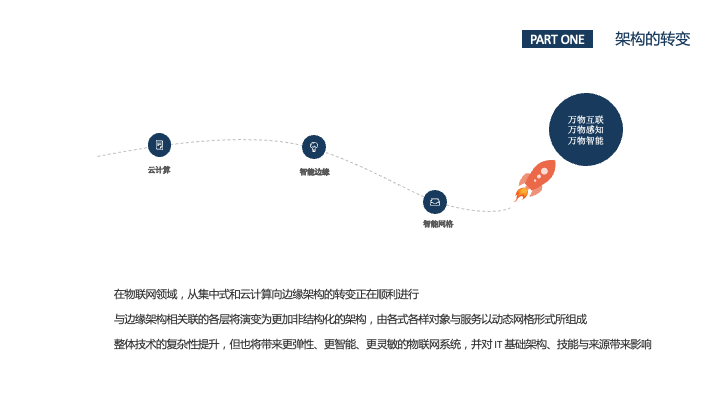 PART ONE 架构的转变
万物互联
万物感知
万物智能
云计算
智能边缘
智能网格
在物联网领域，从集中式和云计算向边缘架构的转变正在顺利进行
与边缘架构相关联的各层将演变为更加非结构化的架构，由各式各样对象与服务以动态网格形式所组成
整体技术的复杂性提升，但也将带来更弹性、更智能、更灵敏的物联网系统，并对 IT 基础架构、技能与来源带来影响